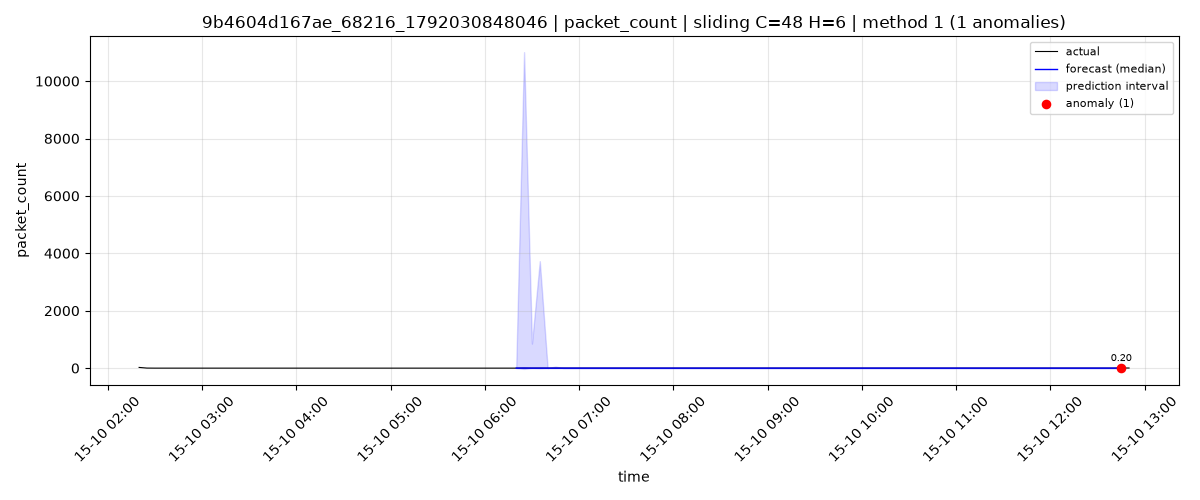 9b4604d167ae_68216_1792030848046 | packet_count | sliding C=48 H=6 | method 1 (1 anomalies)
actual
forecast (median)
prediction interval
anomaly (1)
packet_count
10000
8000
6000
4000
2000
0
0.20
15-10 02:00
15-10 03:00
15-10 04:00
15-10 05:00
15-10 06:00
15-10 07:00
15-10 08:00
15-10 09:00
15-10 10:00
15-10 11:00
15-10 12:00
15-10 13:00
time